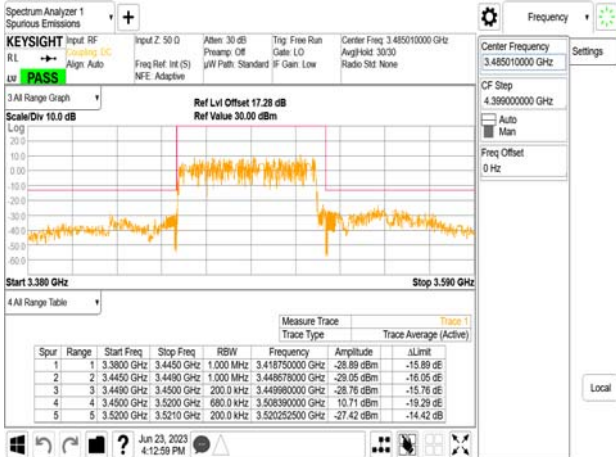 Spectrum Analyzer 1
Spurious Emissions
+
Frequency
KEYSIGHT Input: RF Input Z: 50 Ω Atten: 30 dB Trig: Free Run Center Freq: 3.485010000 GHz
RL Coupling: DC Preamp: Off Gate: LO Avg|Hold: 30/30
Align: Auto Freq Ref: Int (S) µW Path: Standard IF Gain: Low Radio Std: None
NFE: Adaptive
LW PASS
Center Frequency
3.485010000 GHz
Settings
CF Step
4.399000000 GHz
Auto
Man
Freq Offset
0 Hz
Local
3 All Range Graph
Ref Lvl Offset 17.28 dB
Scale/Div 10.0 dB Ref Value 30.00 dBm
Log
20.0
10.0
0.00
-10.0
-20.0
-30.0
-40.0
-50.0
-60.0
Start 3.380 GHz Stop 3.590 GHz
4 All Range Table
Measure Trace Trace 1
Trace Type Trace Average (Active)
Spur Range Start Freq Stop Freq RBW Frequency Amplitude ΔLimit
1 1 3.3800 GHz 3.4450 GHz 1.000 MHz 3.418750000 GHz -28.89 dBm -15.89 dB
2 2 3.4450 GHz 3.4490 GHz 1.000 MHz 3.448678000 GHz -29.05 dBm -16.05 dB
3 3 3.4490 GHz 3.4500 GHz 200.0 kHz 3.449980000 GHz -28.76 dBm -15.76 dB
4 4 3.4500 GHz 3.5200 GHz 680.0 kHz 3.508390000 GHz 10.71 dBm -19.29 dB
5 5 3.5200 GHz 3.5210 GHz 200.0 kHz 3.520252500 GHz -27.42 dBm -14.42 dB
?
Jun 23, 2023
4:12:59 PM